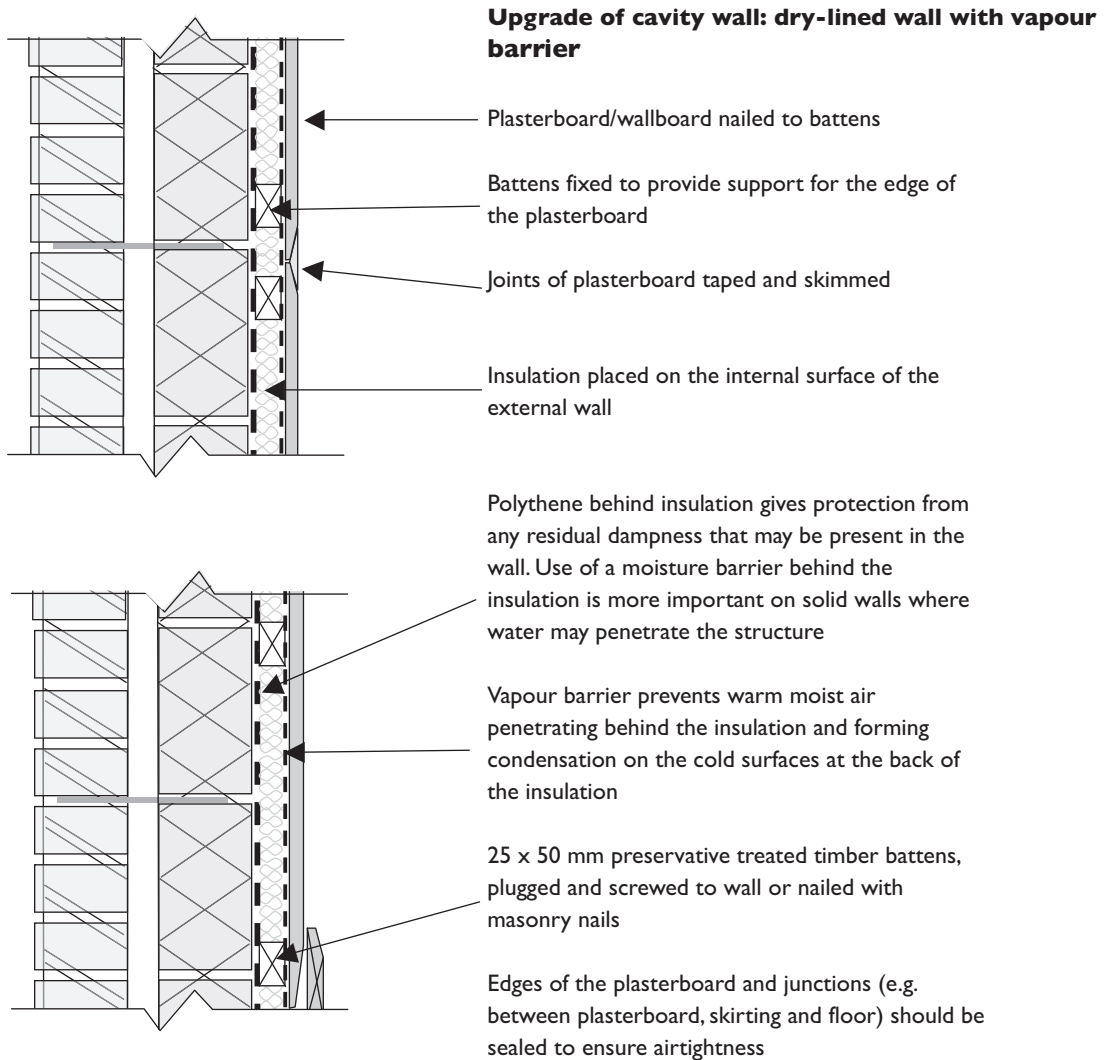 Upgrade of cavity wall: dry-lined wall with vapour
barrier
Plasterboard/wallboard nailed to battens
Battens fixed to provide support for the edge of
the plasterboard
Joints of plasterboard taped and skimmed
Insulation placed on the internal surface of the
external wall
Polythene behind insulation gives protection from
any residual dampness that may be present in the
wall. Use of a moisture barrier behind the
insulation is more important on solid walls where
water may penetrate the structure
Vapour barrier prevents warm moist air
penetrating behind the insulation and forming
condensation on the cold surfaces at the back of
the insulation
25 x 50 mm preservative treated timber battens,
plugged and screwed to wall or nailed with
masonry nails
Edges of the plasterboard and junctions (e.g.
between plasterboard, skirting and floor) should be
sealed to ensure airtightness